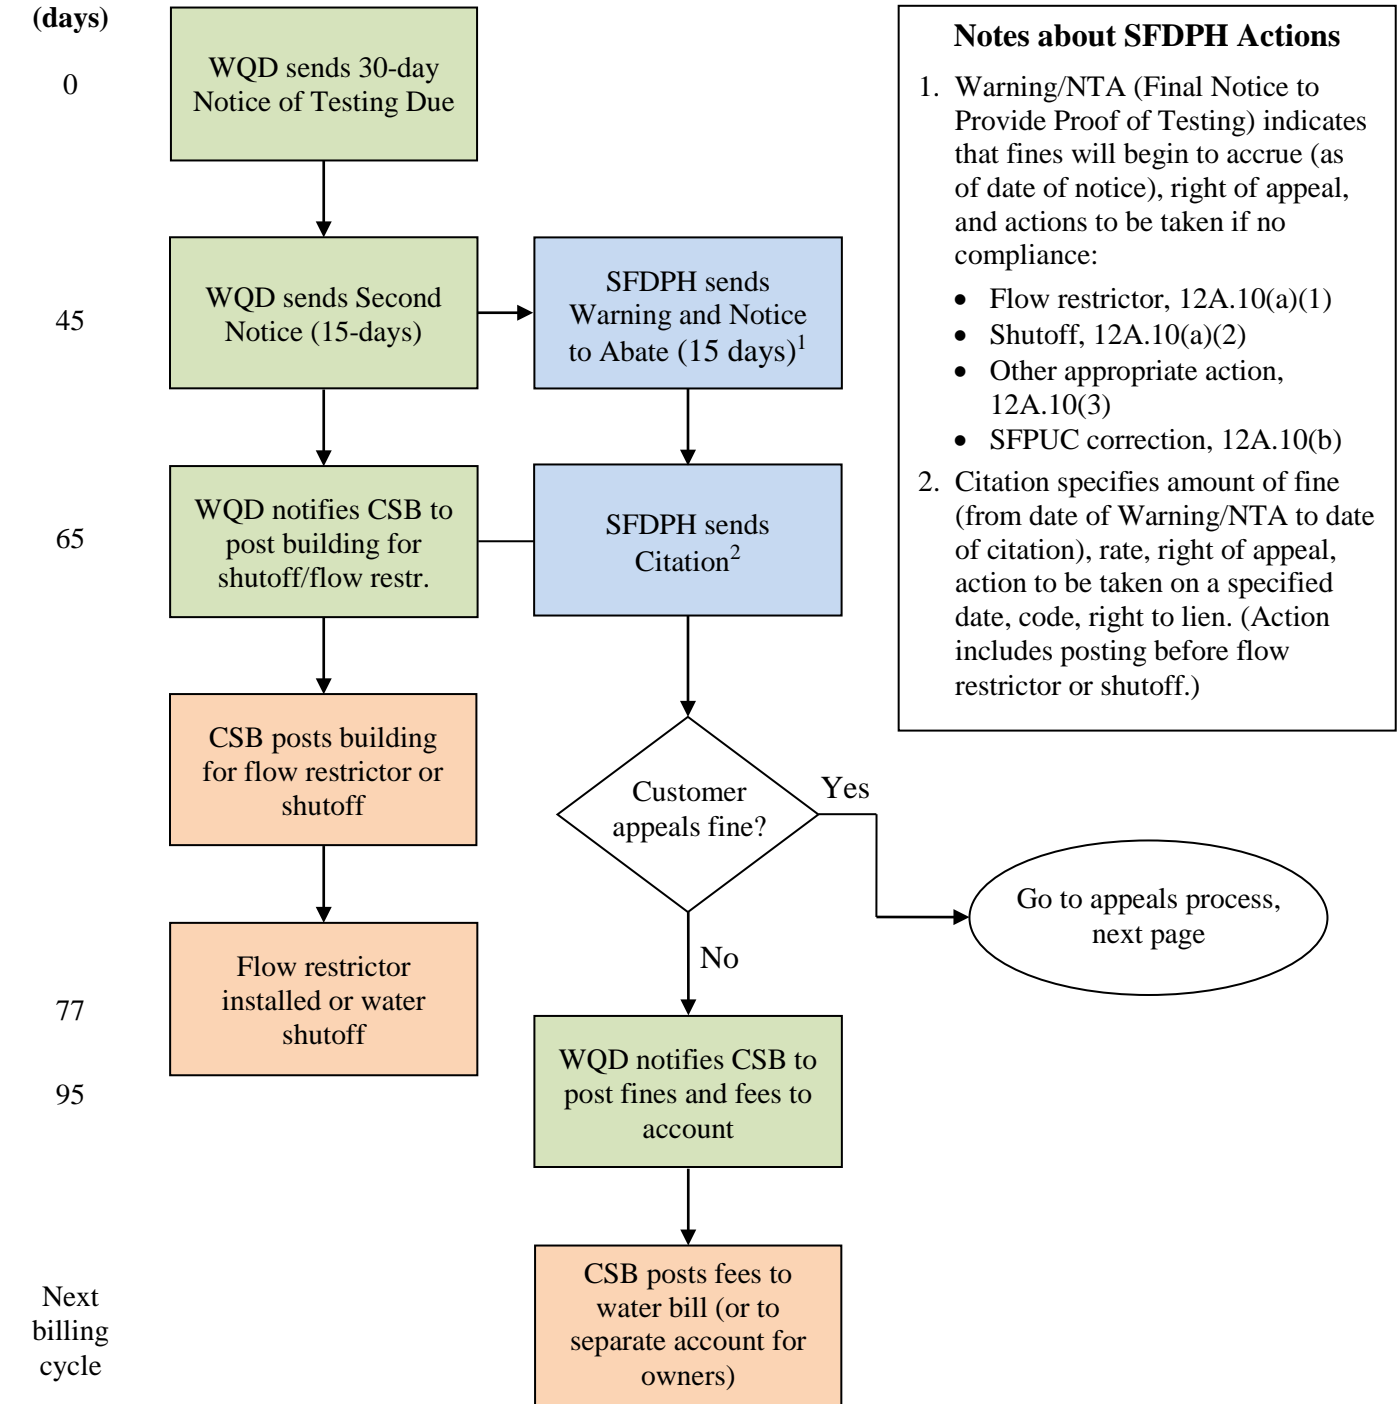 (days)
0
WQD sends 30-day
Notice of Testing Due
45
WQD sends Second
Notice (15-days)
SFDPH sends
Warning and Notice
to Abate (15 days)1
65
WQD notifies CSB to
post building for
shutoff/flow restr.
SFDPH sends
Citation2
CSB posts building
for flow restrictor or
shutoff
Customer
appeals fine?
Yes
Go to appeals process,
next page
No
77
Flow restrictor
installed or water
shutoff
95
WQD notifies CSB to
post fines and fees to
account
Next
billing
cycle
CSB posts fees to
water bill (or to
separate account for
owners)
Notes about SFDPH Actions
1. Warning/NTA (Final Notice to
Provide Proof of Testing) indicates
that fines will begin to accrue (as
of date of notice), right of appeal,
and actions to be taken if no
compliance:
• Flow restrictor, 12A.10(a)(1)
• Shutoff, 12A.10(a)(2)
• Other appropriate action,
12A.10(3)
• SFPUC correction, 12A.10(b)
2. Citation specifies amount of fine
(from date of Warning/NTA to date
of citation), rate, right of appeal,
action to be taken on a specified
date, code, right to lien. (Action
includes posting before flow
restrictor or shutoff.)